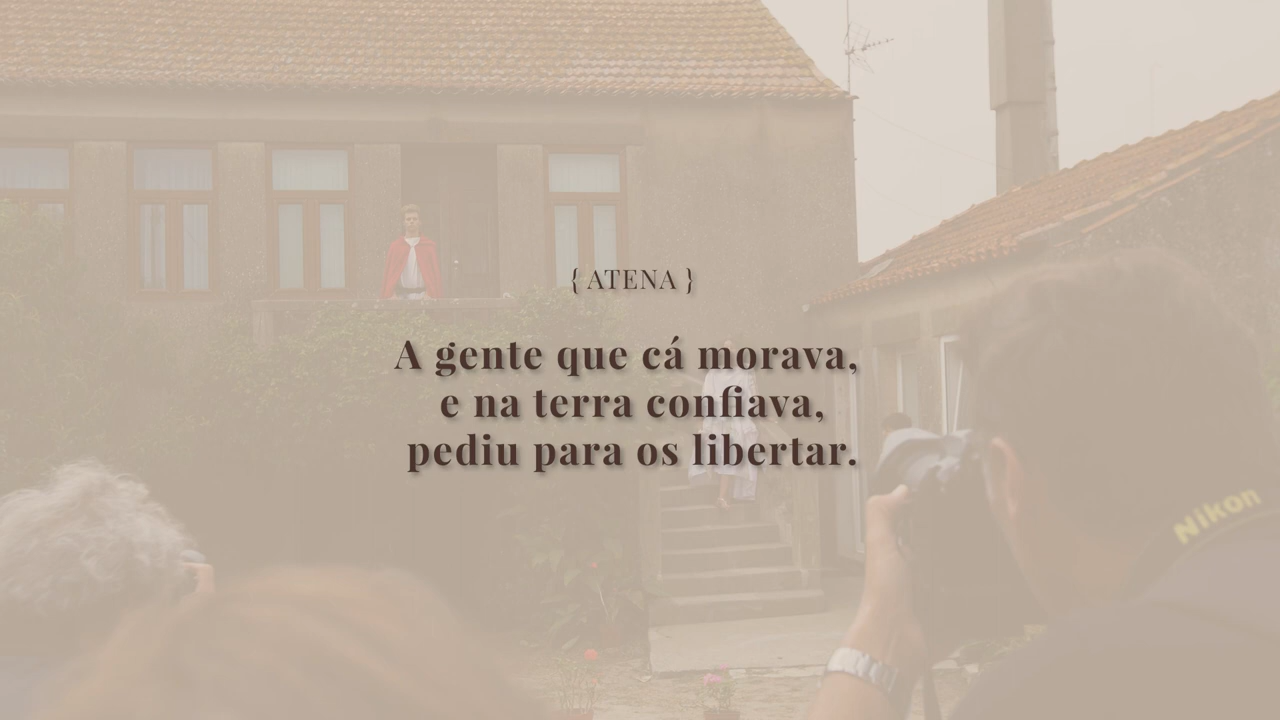 { ATENA }
A gente que cá morava,
e na terra confiava,
pediu para os libertar.
Nikon